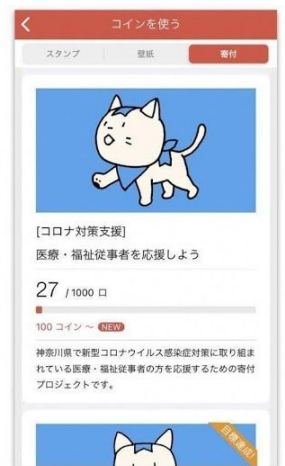 コインを使う
スタンプ
壁紙
寄付
[コロナ対策支援]
医療・福祉従事者を応援しよう
27 / 1000 口
100 コイン ～ NEW
神奈川県で新型コロナウイルス感染症対策に取り組ま
れている医療・福祉従事者の方を応援するための寄付
プロジェクトです。
目標達成!